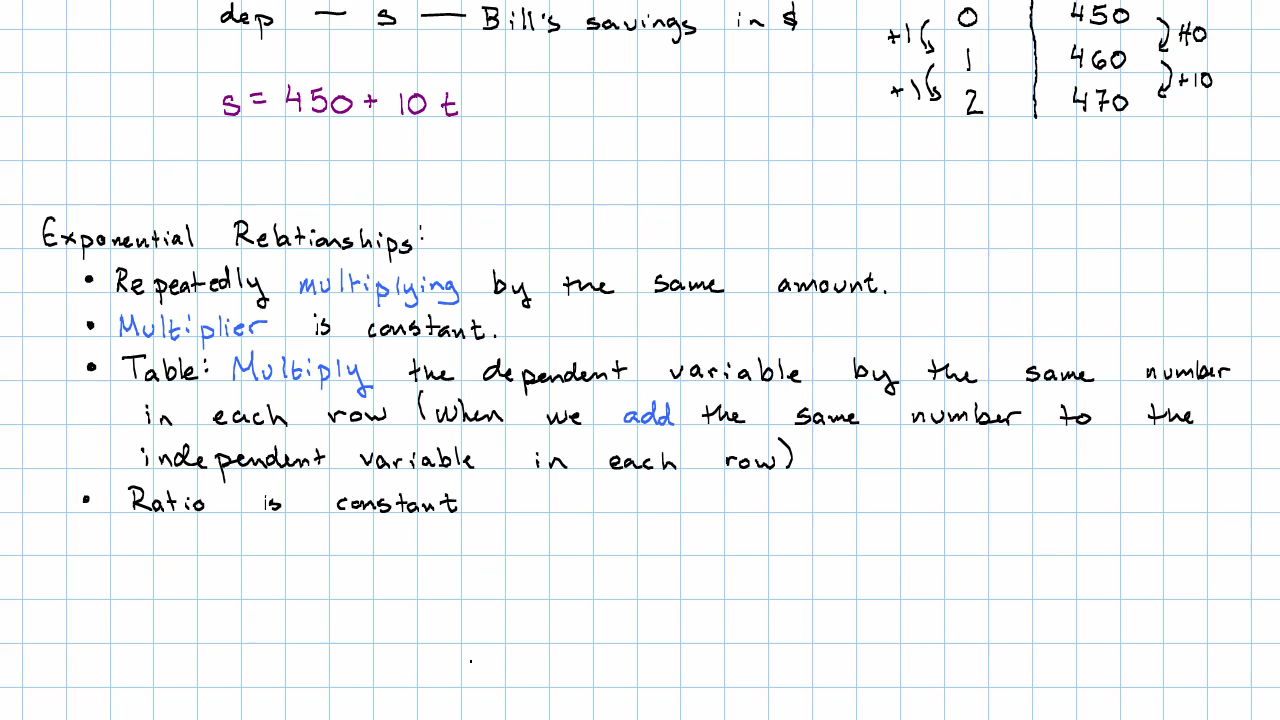 dep — s — Bill's savings in $
0 | 450
+1 +10
1 | 460
+1 +10
2 | 470
s = 450 + 10 t
Exponential Relationships:
• Repeatedly multiplying by the same amount.
• Multiplier is constant.
• Table: Multiply the dependent variable by the same number
in each row (when we add the same number to the
independent variable in each row)
• Ratio is constant